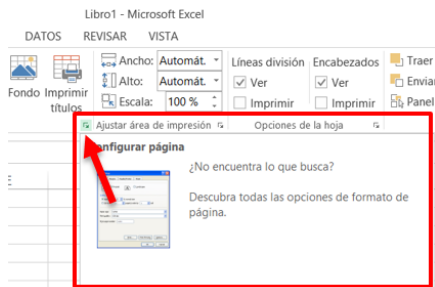 Libro1 - Microsoft Excel
DATOS REVISAR VISTA
Ancho: Automát. Líneas división Encabezados Traer
Alto: Automát. Ver Ver Enviar
Fondo Imprimir títulos
Escala: 100 % Imprimir Imprimir Panel
Ajustar área de impresión Opciones de la hoja
onfigurar página
¿No encuentra lo que busca?
Descubra todas las opciones de formato de
página.